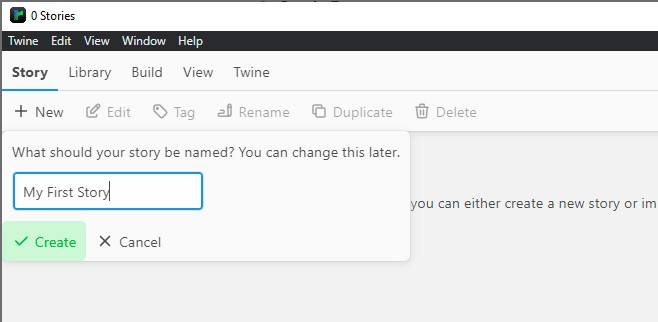 0 Stories
Twine Edit View Window Help
Story Library Build View Twine
New Edit Tag Rename Duplicate Delete
What should your story be named? You can change this later.
My First Story
you can either create a new story or im
Create Cancel